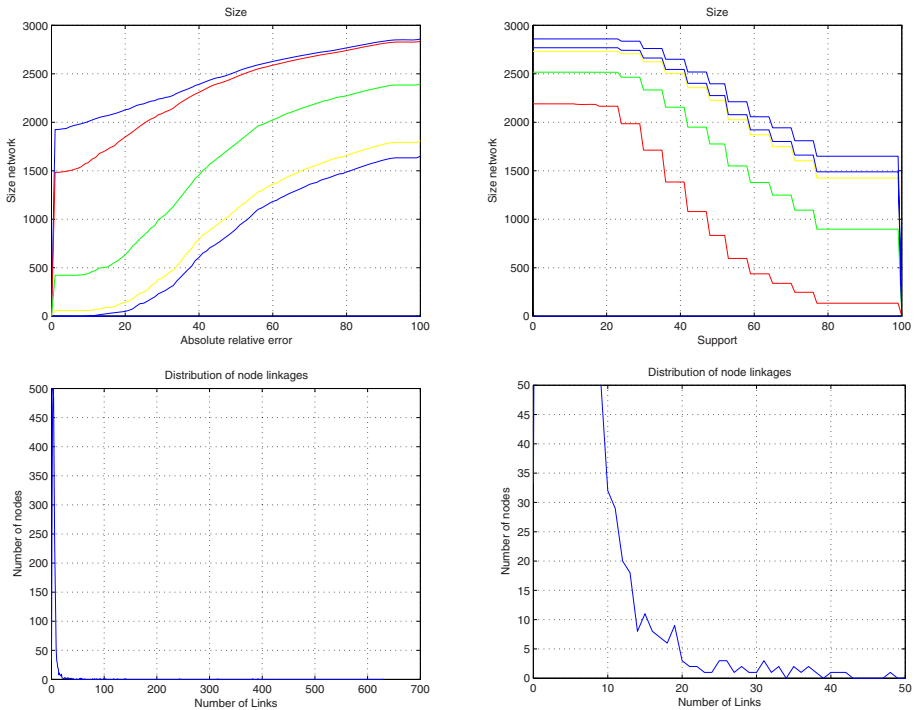 Size
Size network
3000
2500
2000
1500
1000
500
0
0 20 40 60 80 100
Absolute relative error
Size
Size network
3000
2500
2000
1500
1000
500
0
0 20 40 60 80 100
Support
Distribution of node linkages
Number of nodes
500
450
400
350
300
250
200
150
100
50
0
0 100 200 300 400 500 600 700
Number of Links
Distribution of node linkages
Number of nodes
50
45
40
35
30
25
20
15
10
5
0
0 10 20 30 40 50
Number of Links